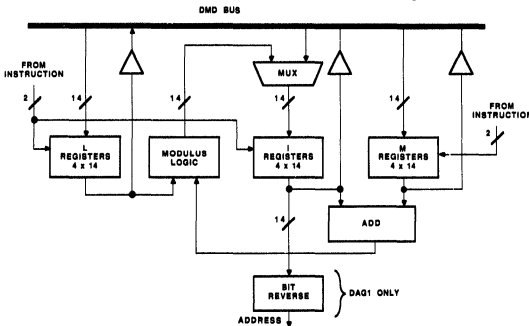 DMD BUS
FROM
INSTRUCTION
2
14
14
MUX
14
14
FROM
INSTRUCTION
2
L
REGISTERS
4 x 14
MODULUS
LOGIC
I
REGISTERS
4 x 14
M
REGISTERS
4 x 14
14
ADD
BIT
REVERSE
DAG1 ONLY
ADDRESS